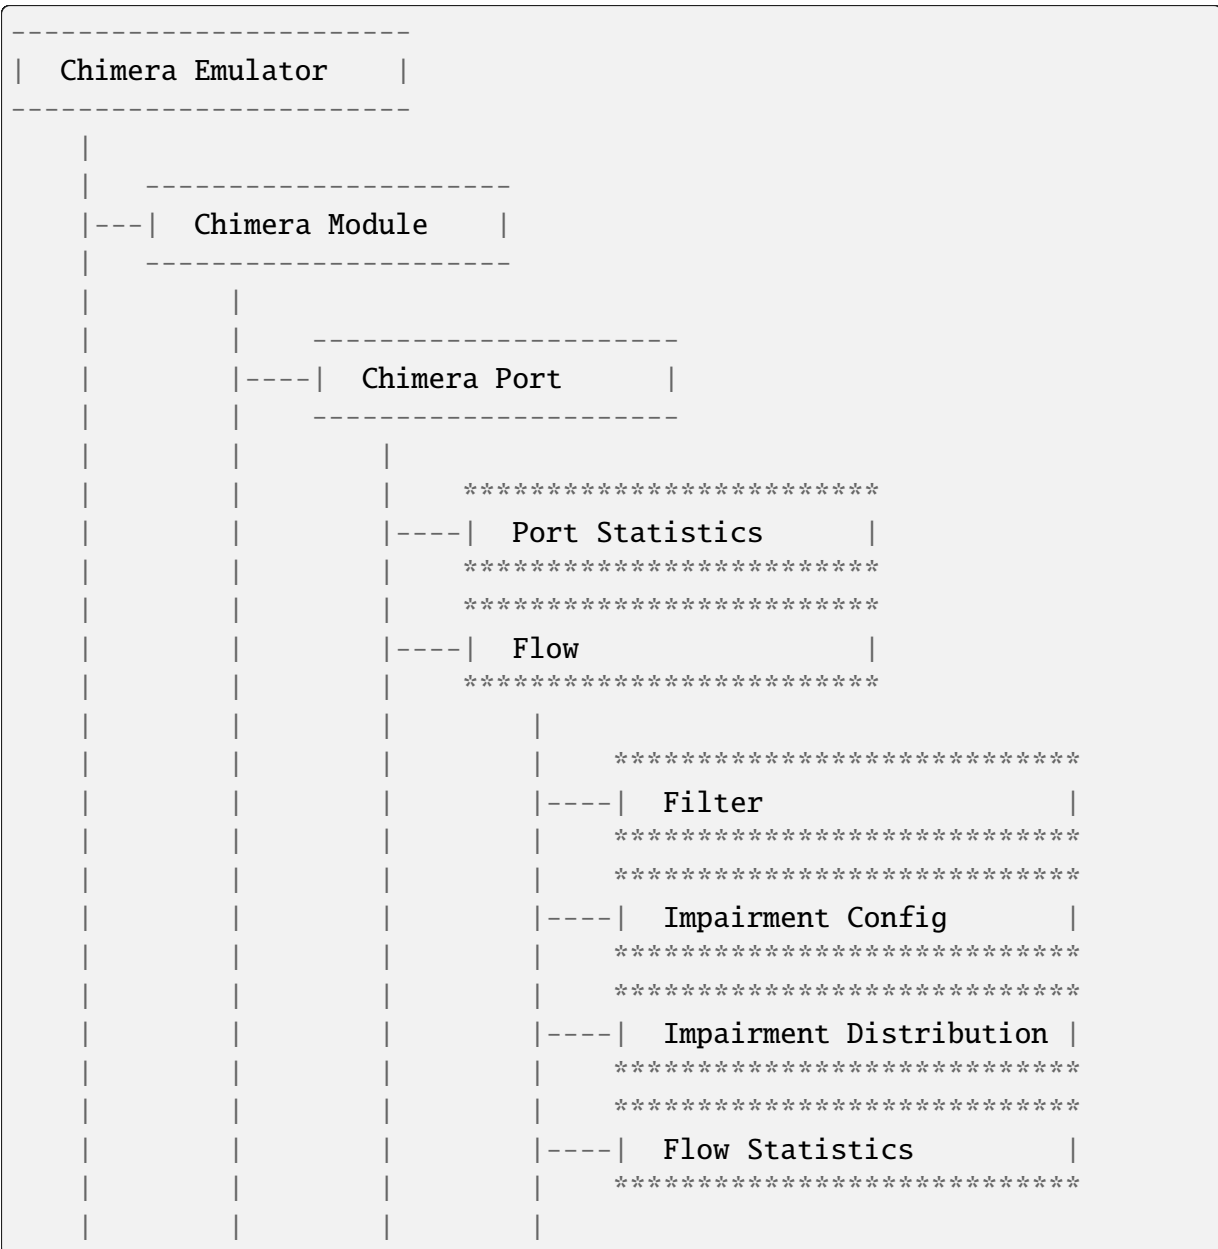 ------------------------
|  Chimera Emulator    |
------------------------
    |
    |   ----------------------
    |---|  Chimera Module    |
    |   ----------------------
    |        |
    |        |    ----------------------
    |        |----|  Chimera Port      |
    |        |    ----------------------
    |        |        |
    |        |        |    *************************
    |        |        |----|  Port Statistics      |
    |        |        |    *************************
    |        |        |    *************************
    |        |        |----|  Flow                 |
    |        |        |    *************************
    |        |        |        |
    |        |        |        |    ****************************
    |        |        |        |----|  Filter                  |
    |        |        |        |    ****************************
    |        |        |        |    ****************************
    |        |        |        |----|  Impairment Config       |
    |        |        |        |    ****************************
    |        |        |        |    ****************************
    |        |        |        |----|  Impairment Distribution |
    |        |        |        |    ****************************
    |        |        |        |    ****************************
    |        |        |        |----|  Flow Statistics         |
    |        |        |        |    ****************************
    |        |        |        |